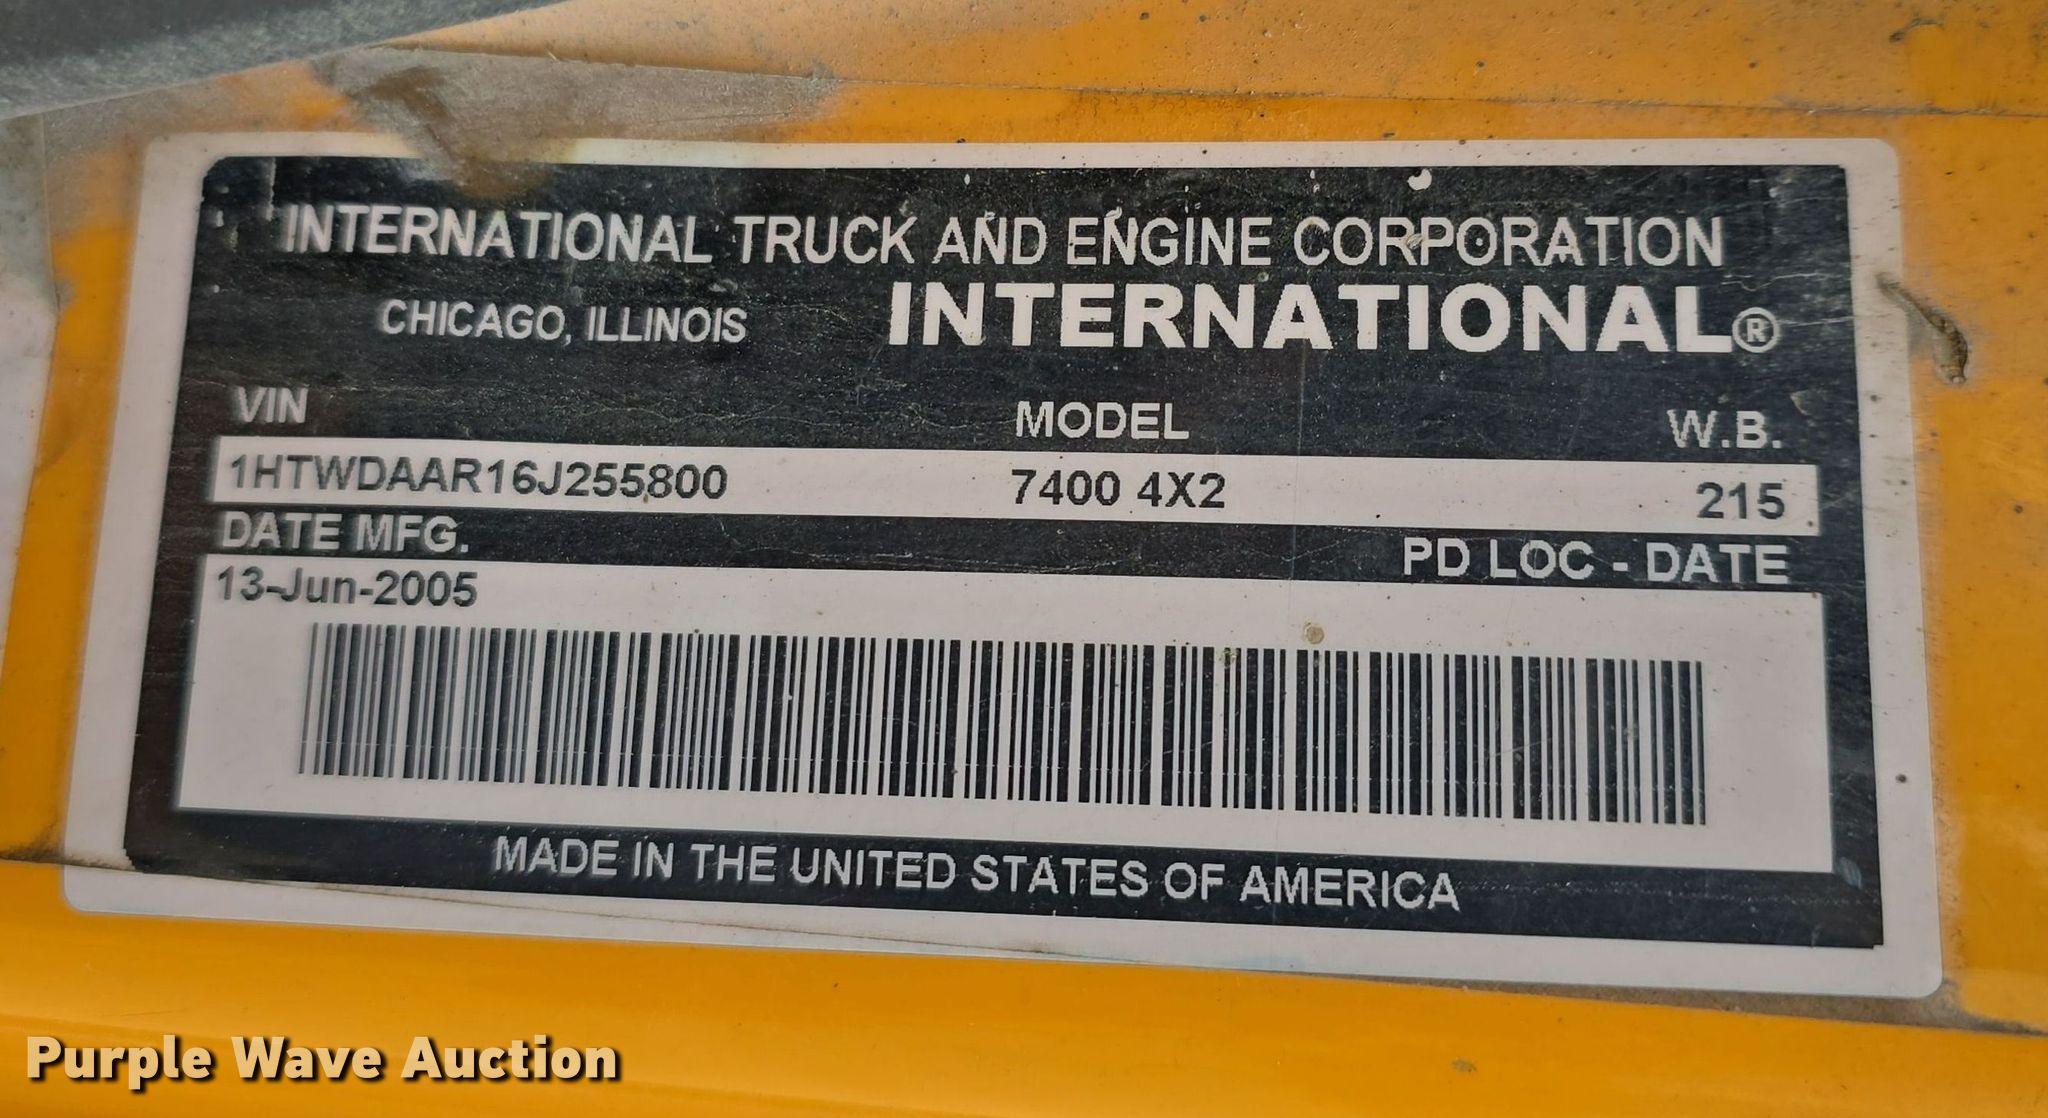 INTERNATIONAL TRUCK AND ENGINE CORPORATION
CHICAGO, ILLINOIS INTERNATIONAL®
VIN MODEL W.B.
1HTWDAAR16J255800 7400 4X2 215
DATE MFG. PD LOC - DATE
13-Jun-2005
MADE IN THE UNITED STATES OF AMERICA
Purple Wave Auction